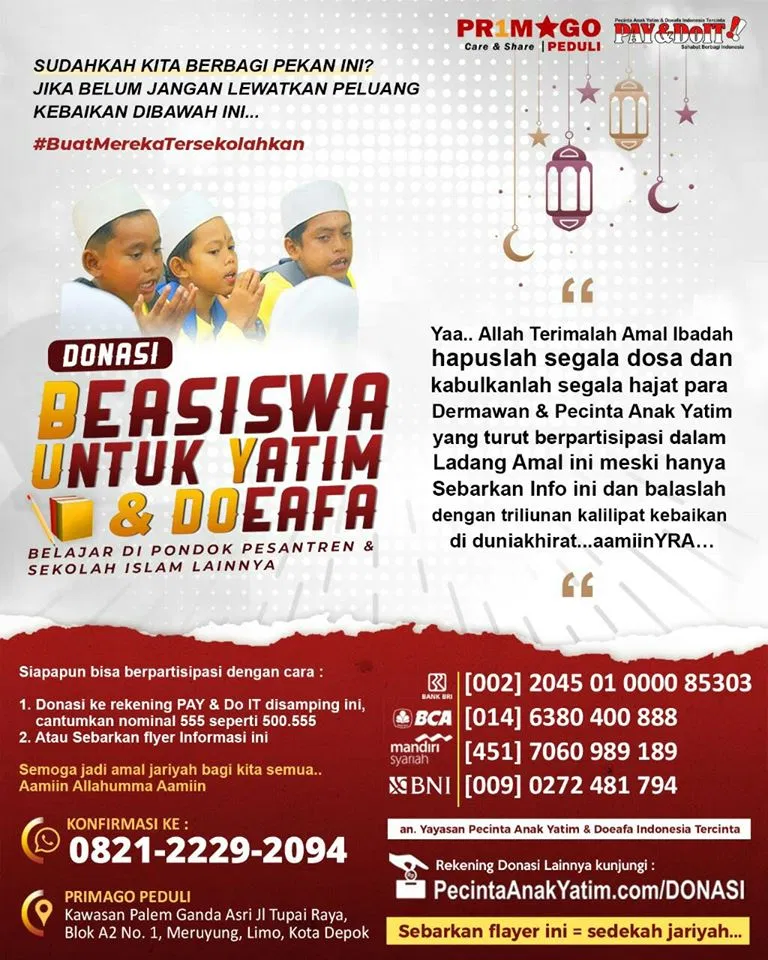 PR1MAGO
Care & Share | PEDULI
Pecinta Anak Yatim & Doeafa Indonesia Tercinta
PAY&DoIT!!
Sahabat Berbagi Indonesia
SUDAHKAH KITA BERBAGI PEKAN INI?
JIKA BELUM JANGAN LEWATKAN PELUANG
KEBAIKAN DIBAWAH INI...
#BuatMerekaTersekolahkan
DONASI
BEASISWA
UNTUK YATIM
& DOEAFA
BELAJAR DI PONDOK PESANTREN &
SEKOLAH ISLAM LAINNYA
“
Yaa.. Allah Terimalah Amal Ibadah
hapuslah segala dosa dan
kabulkanlah segala hajat para
Dermawan & Pecinta Anak Yatim
yang turut berpartisipasi dalam
Ladang Amal ini meski hanya
Sebarkan Info ini dan balaslah
dengan triliunan kalilipat kebaikan
di duniakhirat...aamiinYRA...
“
Siapapun bisa berpartisipasi dengan cara :
1. Donasi ke rekening PAY & Do IT disamping ini,
cantumkan nominal 555 seperti 500.555
2. Atau Sebarkan flyer Informasi ini
Semoga jadi amal jariyah bagi kita semua..
Aamiin Allahumma Aamiin
KONFIRMASI KE :
0821-2229-2094
PRIMAGO PEDULI
Kawasan Palem Ganda Asri Jl Tupai Raya,
Blok A2 No. 1, Meruyung, Limo, Kota Depok
BANK BRI [002] 2045 01 0000 85303
BCA [014] 6380 400 888
mandiri syariah [451] 7060 989 189
BNI [009] 0272 481 794
an. Yayasan Pecinta Anak Yatim & Doeafa Indonesia Tercinta
Rekening Donasi Lainnya kunjungi :
PecintaAnakYatim.com/DONASI
Sebarkan flayer ini = sedekah jariyah...